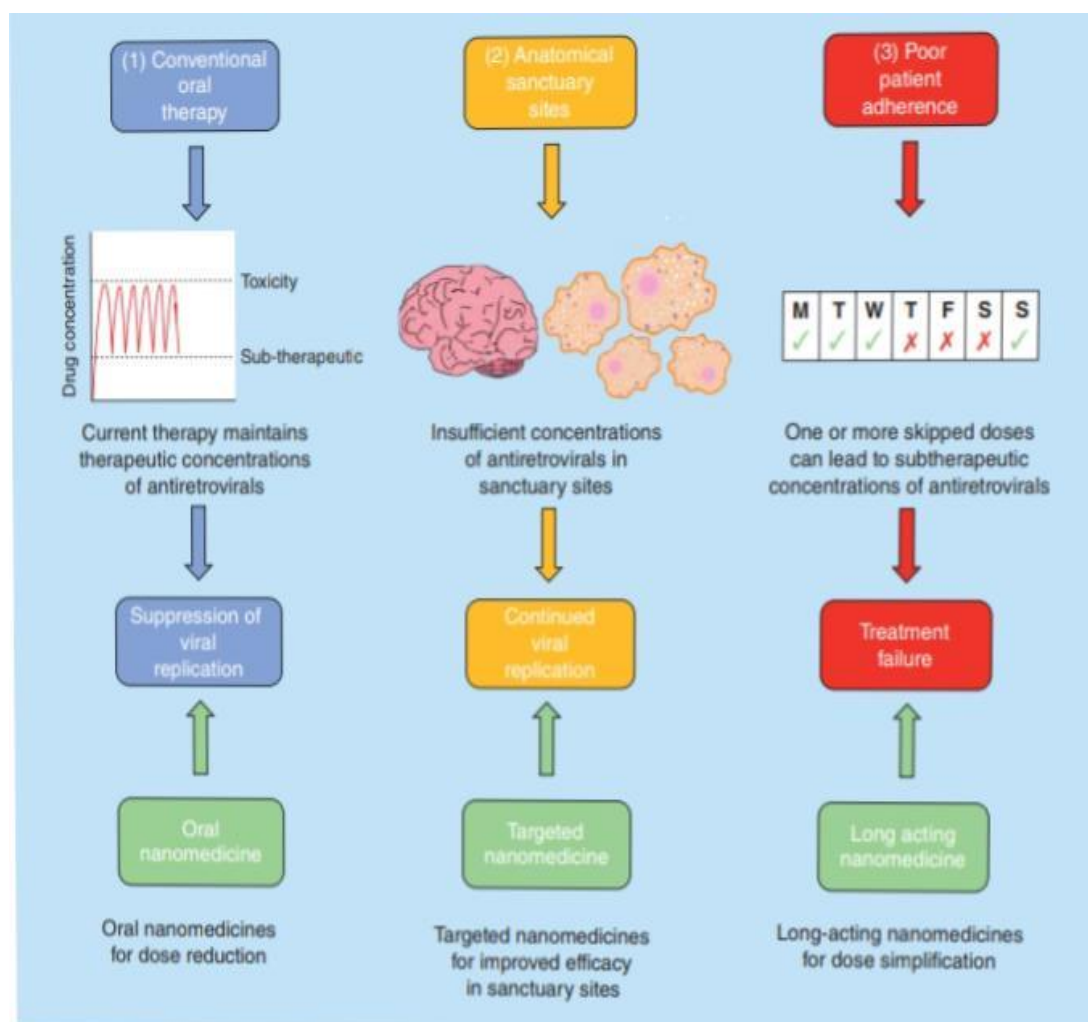 (1) Conventional
oral
therapy
(2) Anatomical
sanctuary
sites
(3) Poor
patient
adherence
Drug concentration
Toxicity
Sub-therapeutic
M T W T F S S
✓ ✓ ✓ ✗ ✗ ✗ ✓
Current therapy maintains
therapeutic concentrations
of antiretrovirals
Insufficient concentrations
of antiretrovirals in
sanctuary sites
One or more skipped doses
can lead to subtherapeutic
concentrations of antiretrovirals
Suppression of
viral
replication
Continued
viral
replication
Treatment
failure
Oral
nanomedicine
Targeted
nanomedicine
Long acting
nanomedicine
Oral nanomedicines
for dose reduction
Targeted nanomedicines
for improved efficacy
in sanctuary sites
Long-acting nanomedicines
for dose simplification